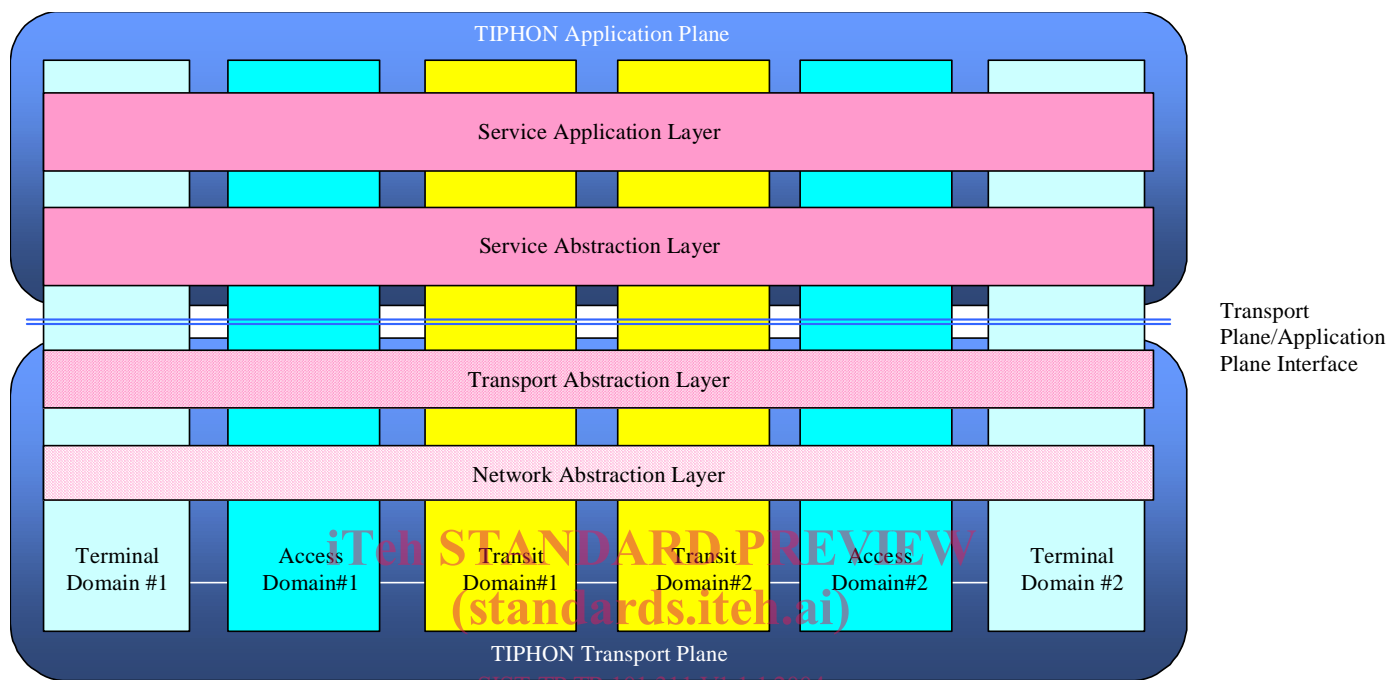 TIPHON Application Plane
Service Application Layer
Service Abstraction Layer
Transport
Plane/Application
Plane Interface
Transport Abstraction Layer
Network Abstraction Layer
iTeh STANDARD PREVIEW
(standards.iteh.ai)
Terminal
Domain #1
Access
Domain#1
Transit
Domain#1
Transit
Domain#2
Access
Domain#2
Terminal
Domain #2
TIPHON Transport Plane